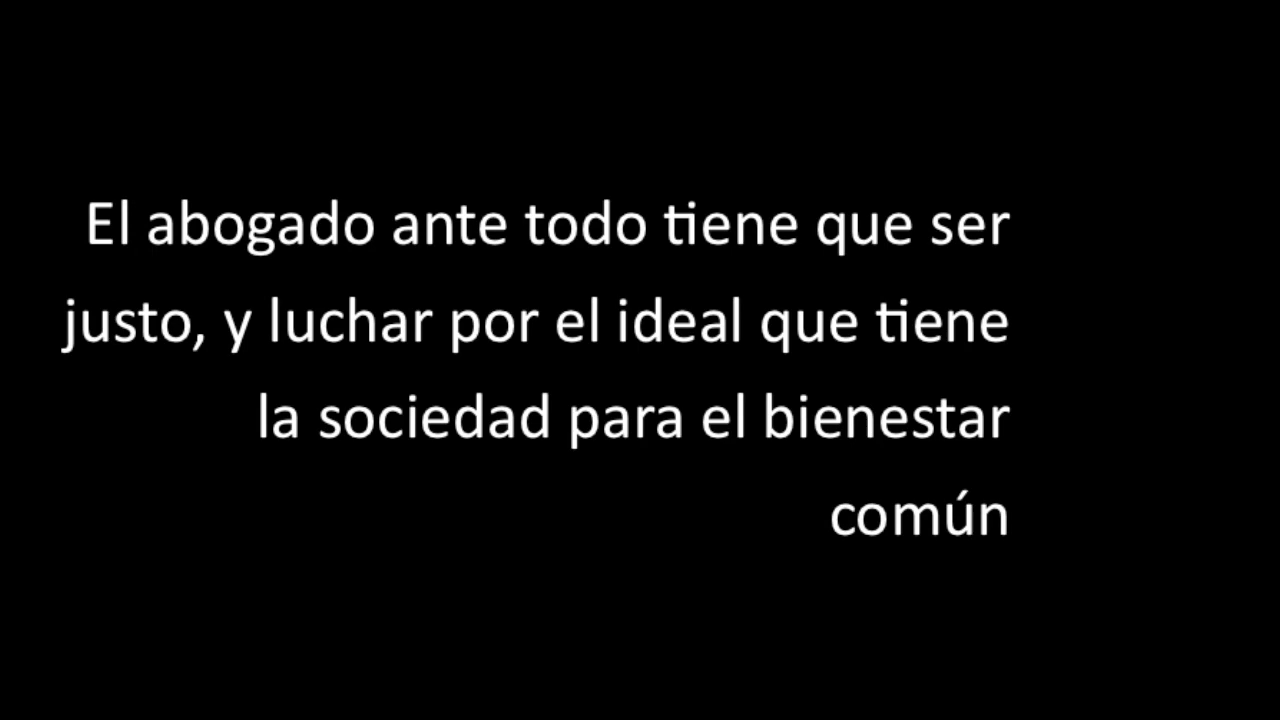 El abogado ante todo tiene que ser
justo, y luchar por el ideal que tiene
la sociedad para el bienestar
común